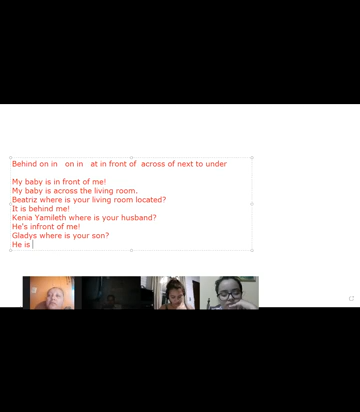 Behind on in on in at in front of across of next to under
My baby is in front of me!
My baby is across the living room.
Beatriz where is your living room located?
It is behind me!
Kenia Yamileth where is your husband?
He's infront of me!
Gladys where is your son?
He is